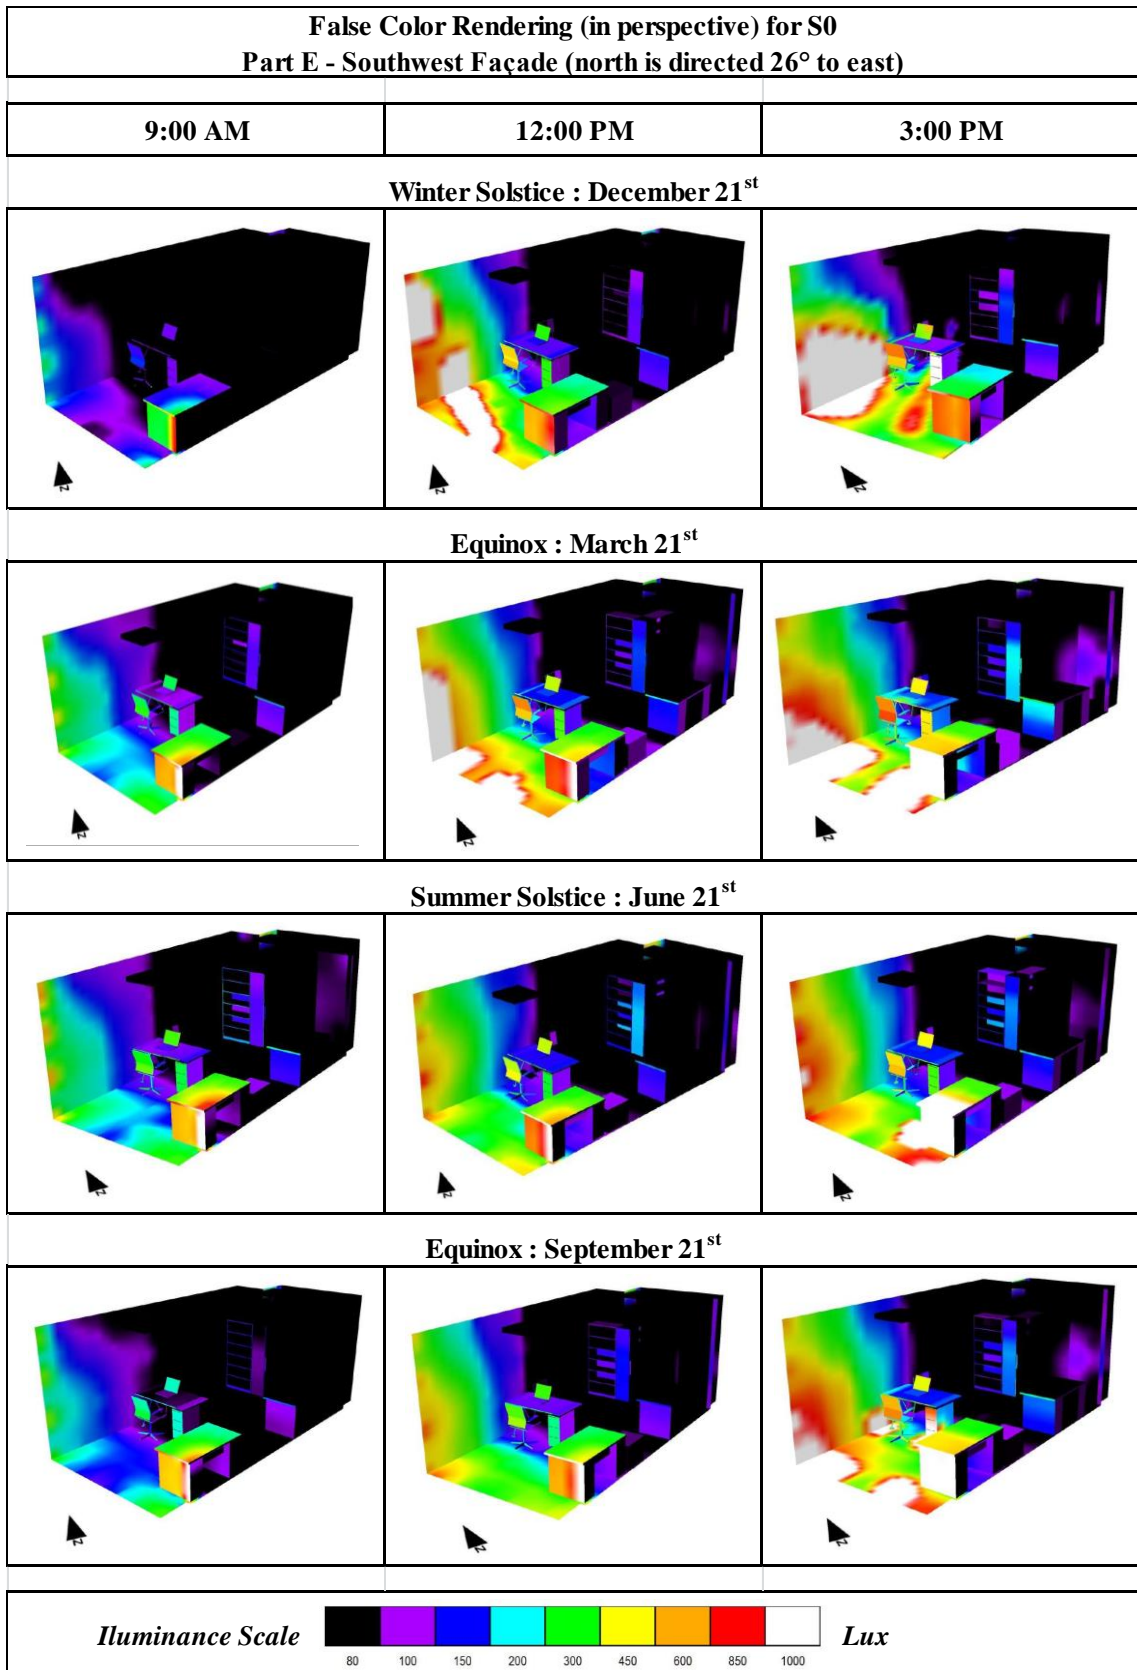 False Color Rendering (in perspective) for S0
Part E - Southwest Façade (north is directed 26° to east)
9:00 AM 12:00 PM 3:00 PM
Winter Solstice : December 21st
N N N
Equinox : March 21st
N N N
Summer Solstice : June 21st
N N N
Equinox : September 21st
N N N
Iluminance Scale Lux
80 100 150 200 300 450 600 850 1000